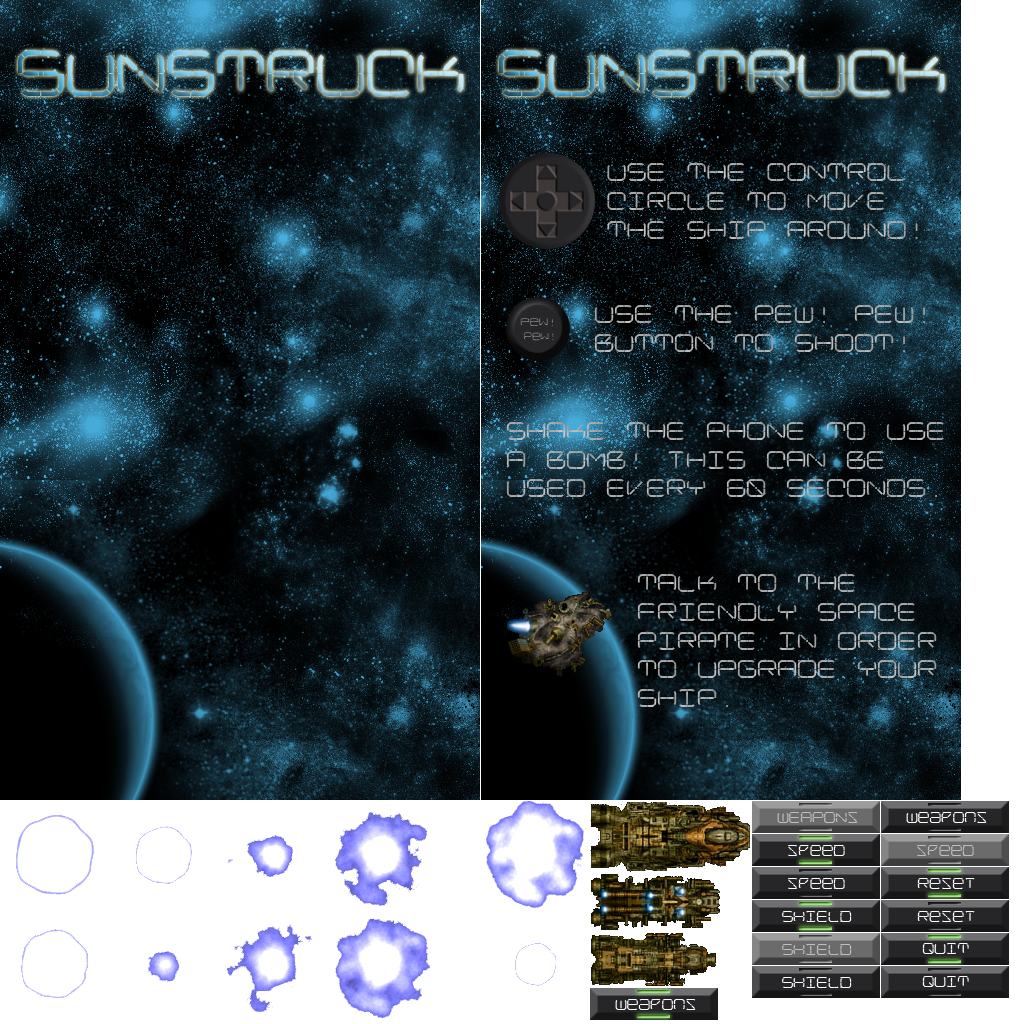 SUNSTRUCK
SUNSTRUCK
USE THE CONTROL
CIRCLE TO MOVE
THE SHIP AROUND!
PEW!
PEW!
USE THE PEW! PEW!
BUTTON TO SHOOT!
SHAKE THE PHONE TO USE
A BOMB! THIS CAN BE
USED EVERY 60 SECONDS.
TALK TO THE
FRIENDLY SPACE
PIRATE IN ORDER
TO UPGRADE YOUR
SHIP.
WEAPONS
WEAPONS
SPEED
SPEED
SPEED
RESET
SHIELD
RESET
SHIELD
QUIT
SHIELD
QUIT
WEAPONS